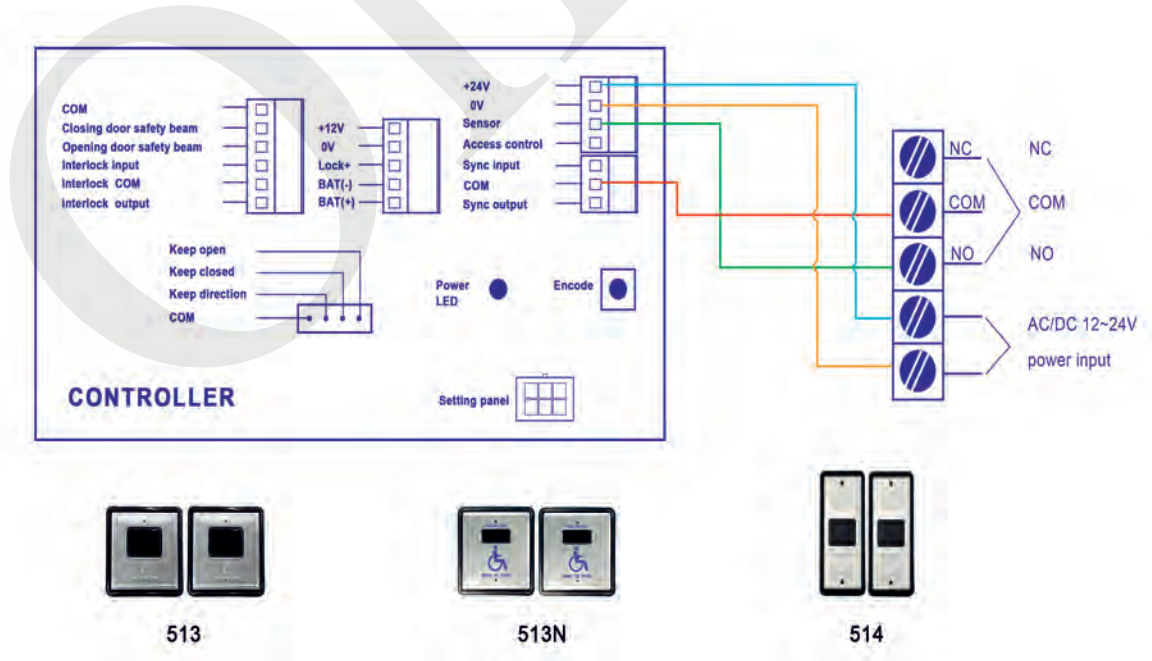 COM
Closing door safety beam
Opening door safety beam
Interlock input
Interlock COM
Interlock output
+12V
0V
Lock+
BAT(-)
BAT(+)
+24V
0V
Sensor
Access control
Sync input
COM
Sync output
NC
COM
NO
NC
COM
NO
AC/DC 12~24V
power input
Keep open
Keep closed
Keep direction
COM
Power
LED
Encode
CONTROLLER
Setting panel
513
513N
514